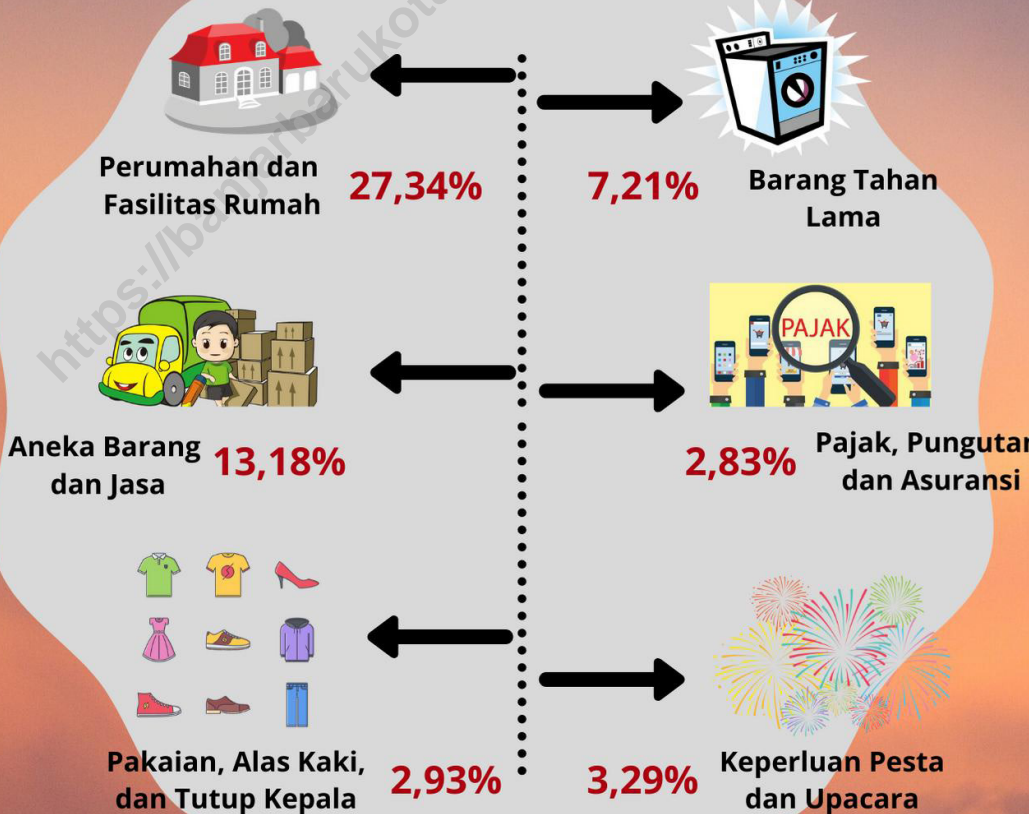 Perumahan dan
Fasilitas Rumah
27,34%
7,21%
Barang Tahan
Lama
Aneka Barang
dan Jasa
13,18%
PAJAK
2,83%
Pajak, Pungutan
dan Asuransi
Pakaian, Alas Kaki,
dan Tutup Kepala
2,93%
3,29%
Keperluan Pesta
dan Upacara
https://banjarbarukota